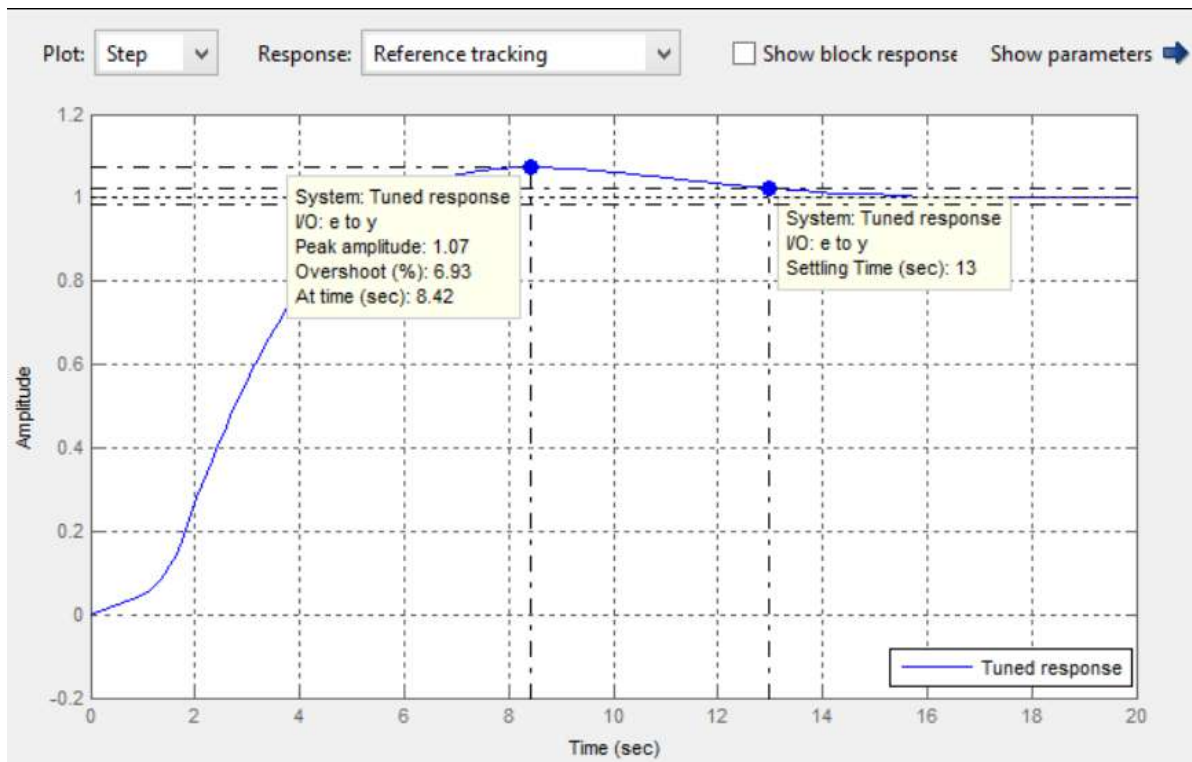 Plot: Step Response: Reference tracking Show block response Show parameters
1.2
1
0.8
0.6
0.4
0.2
0
-0.2
Amplitude
System: Tuned response
I/O: e to y
Peak amplitude: 1.07
Overshoot (%): 6.93
At time (sec): 8.42
System: Tuned response
I/O: e to y
Settling Time (sec): 13
Tuned response
0 2 4 6 8 10 12 14 16 18 20
Time (sec)